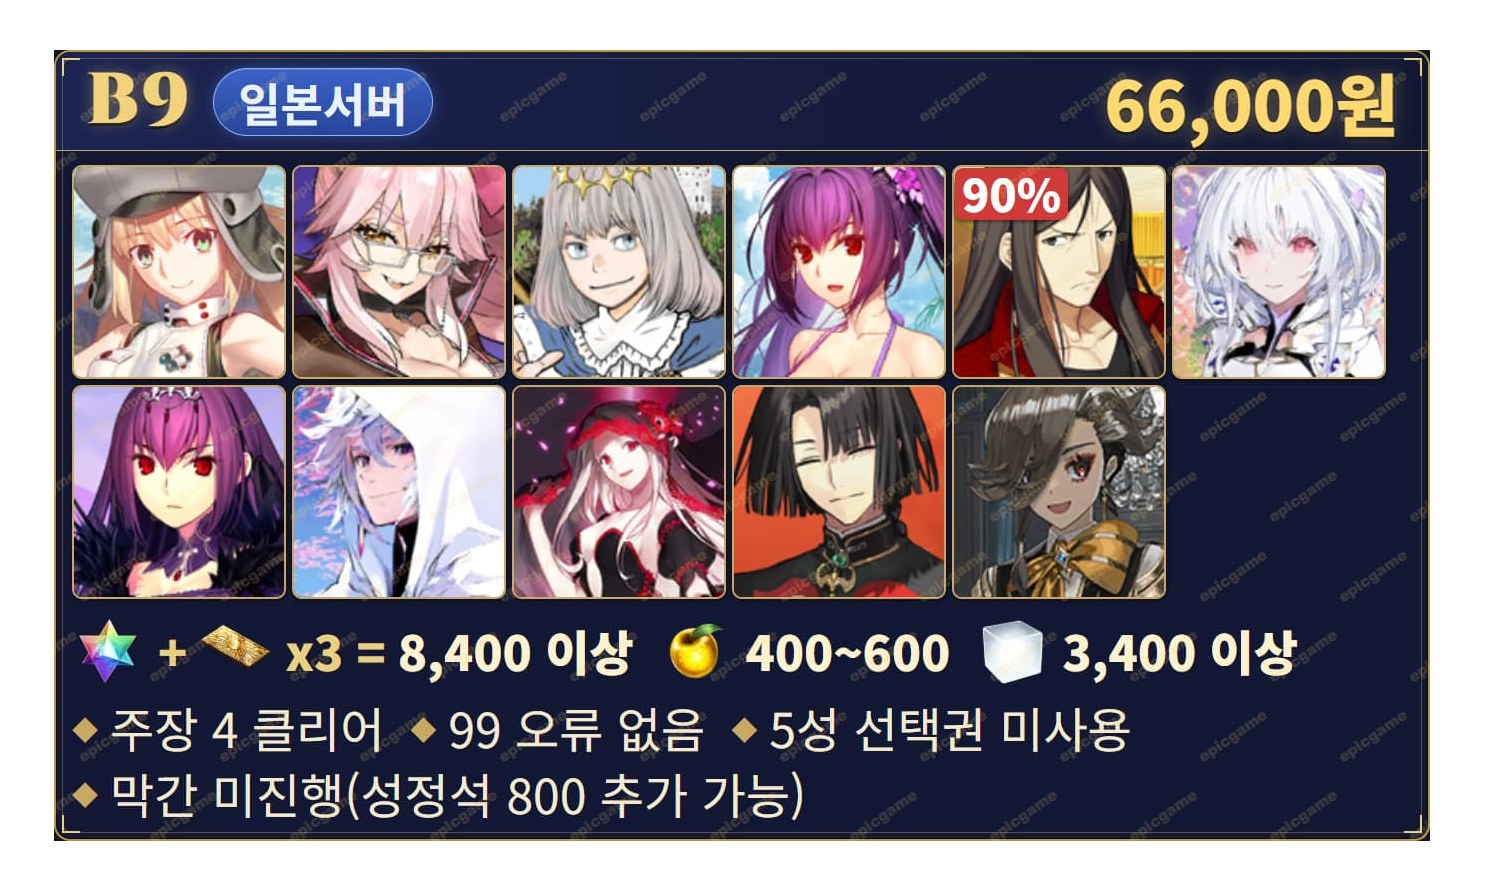 B9 일본서버 66,000원
90%
+ x3 = 8,400 이상 400~600 3,400 이상
◆ 주장 4 클리어 ◆ 99 오류 없음 ◆ 5성 선택권 미사용
◆ 막간 미진행(성정석 800 추가 가능)
epicgame